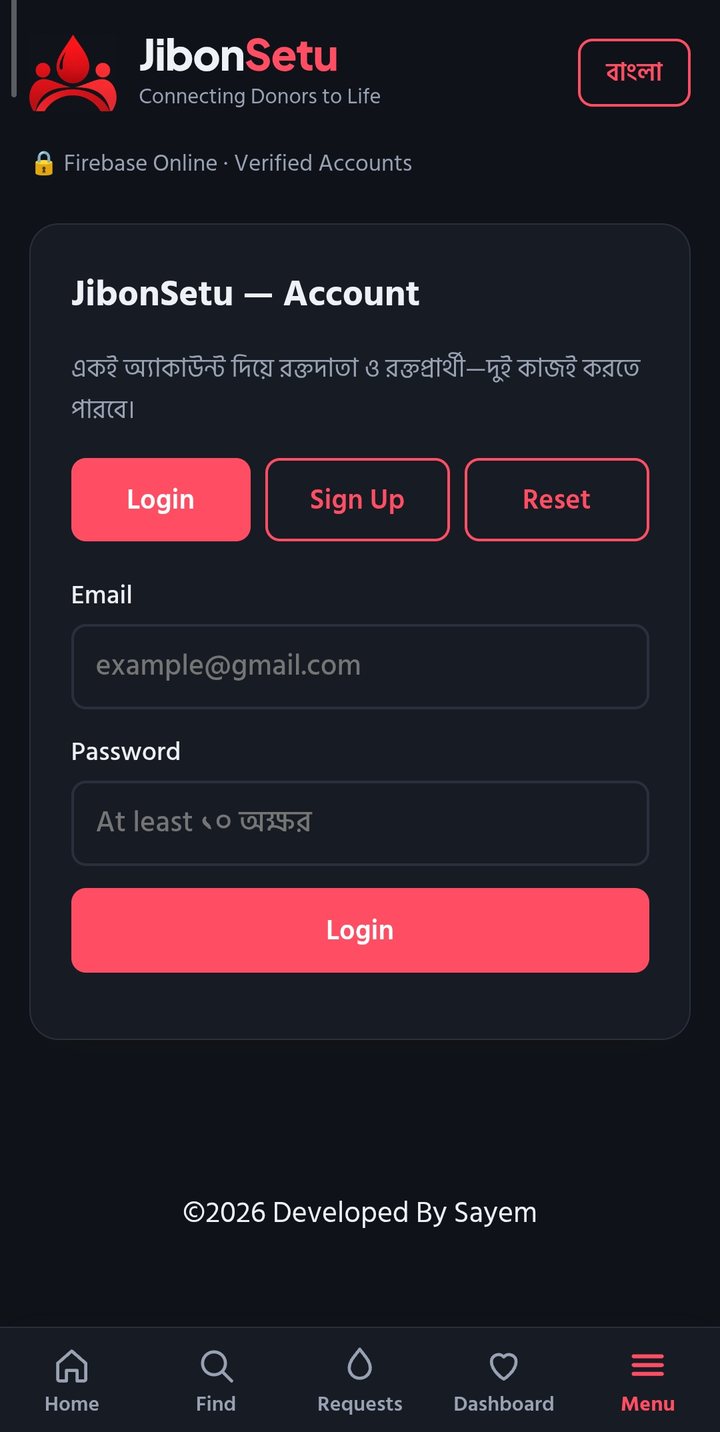 JibonSetu
Connecting Donors to Life
বাংলা
🔒 Firebase Online · Verified Accounts
JibonSetu — Account
একই অ্যাকাউন্ট দিয়ে রক্তদাতা ও রক্তপ্রার্থী—দুই কাজই করতে
পারবে।
Login
Sign Up
Reset
Email
example@gmail.com
Password
At least ১০ অক্ষর
Login
©2026 Developed By Sayem
Home
Find
Requests
Dashboard
Menu